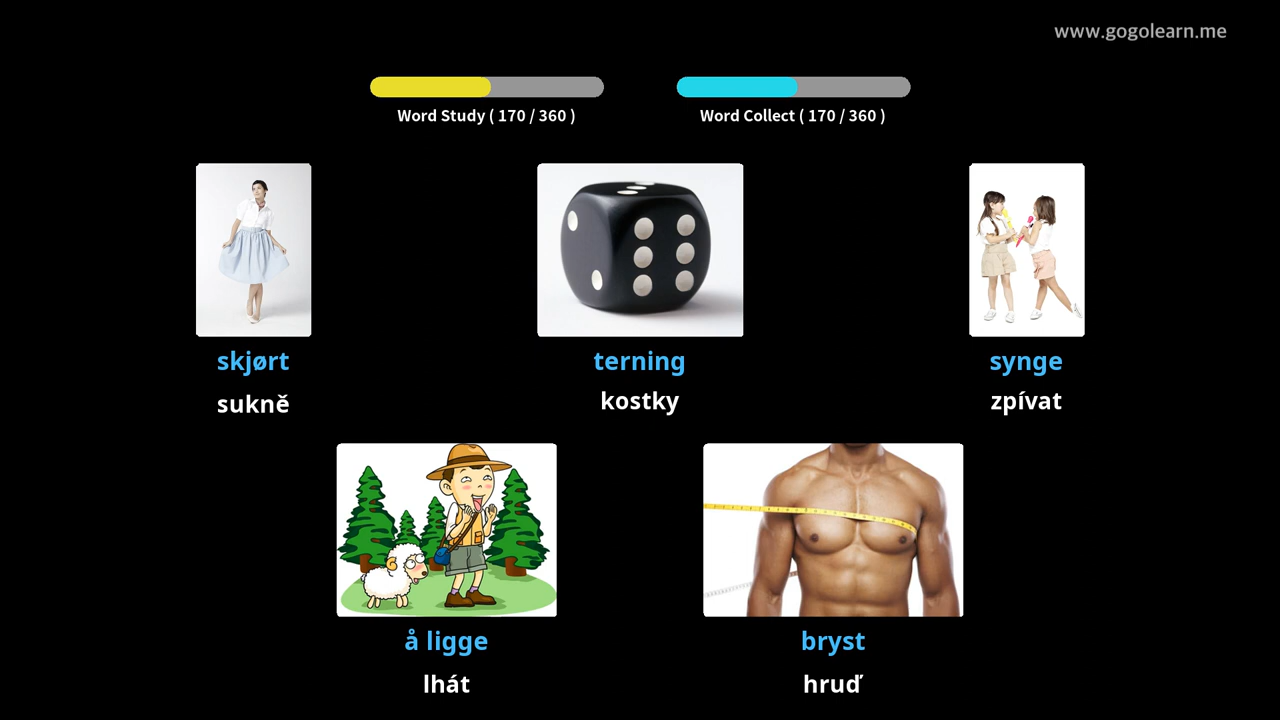 www.gogolearn.me
Word Study ( 170 / 360 )
Word Collect ( 170 / 360 )
skjørt
sukně
terning
kostky
synge
zpívat
å ligge
lhát
bryst
hruď